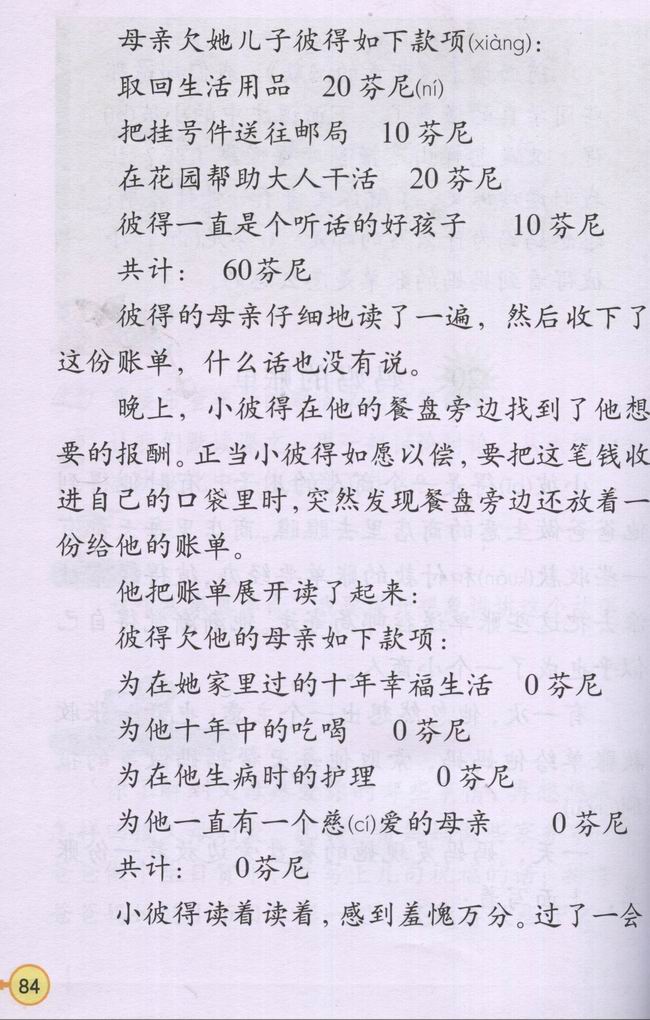 母亲欠她儿子彼得如下款项(xiàng)：
取回生活用品 20芬尼(ní)
把挂号件送往邮局 10芬尼
在花园帮助大人干活 20芬尼
彼得一直是个听话的好孩子 10芬尼
共计： 60芬尼
彼得的母亲仔细地读了一遍，然后收下了
这份账单，什么话也没有说。
晚上，小彼得在他的餐盘旁边找到了他想
要的报酬。正当小彼得如愿以偿，要把这笔钱收
进自己的口袋里时，突然发现餐盘旁边还放着一
份给他的账单。
他把账单展开读了起来：
彼得欠他的母亲如下款项：
为在她家里过的十年幸福生活 0芬尼
为他十年中的吃喝 0芬尼
为在他生病时的护理 0芬尼
为他一直有一个慈(cí)爱的母亲 0芬尼
共计： 0芬尼
小彼得读着读着，感到羞愧万分。过了一会
84